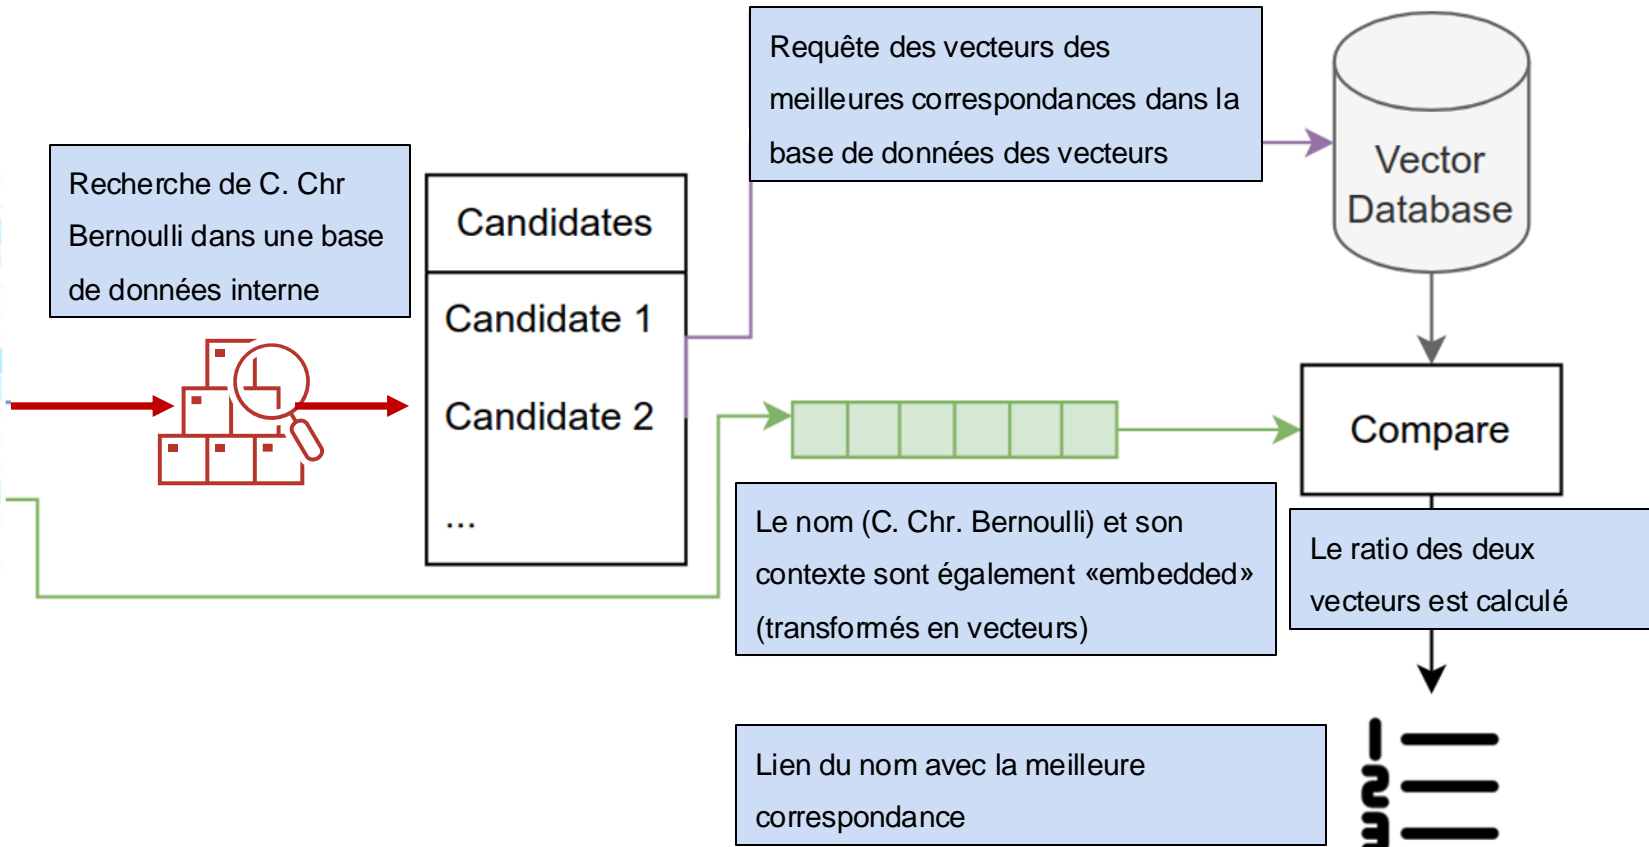 Requête des vecteurs des
meilleures correspondances dans la
base de données des vecteurs
Vector
Database
Recherche de C. Chr
Bernoulli dans une base
de données interne
Candidates
Candidate 1
Candidate 2
...
Compare
Le nom (C. Chr. Bernoulli) et son
contexte sont également «embedded»
(transformés en vecteurs)
Le ratio des deux
vecteurs est calculé
Lien du nom avec la meilleure
correspondance
1
2
3